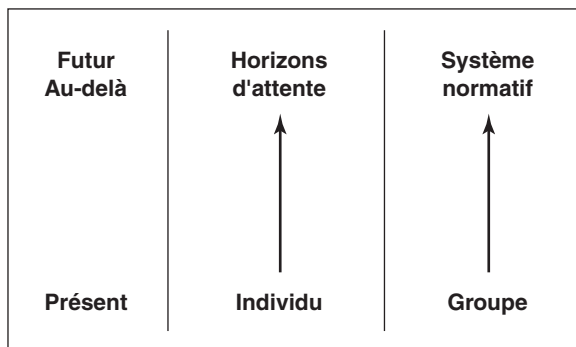 Futur
Au-delà
Horizons
d'attente
Système
normatif
Présent
Individu
Groupe